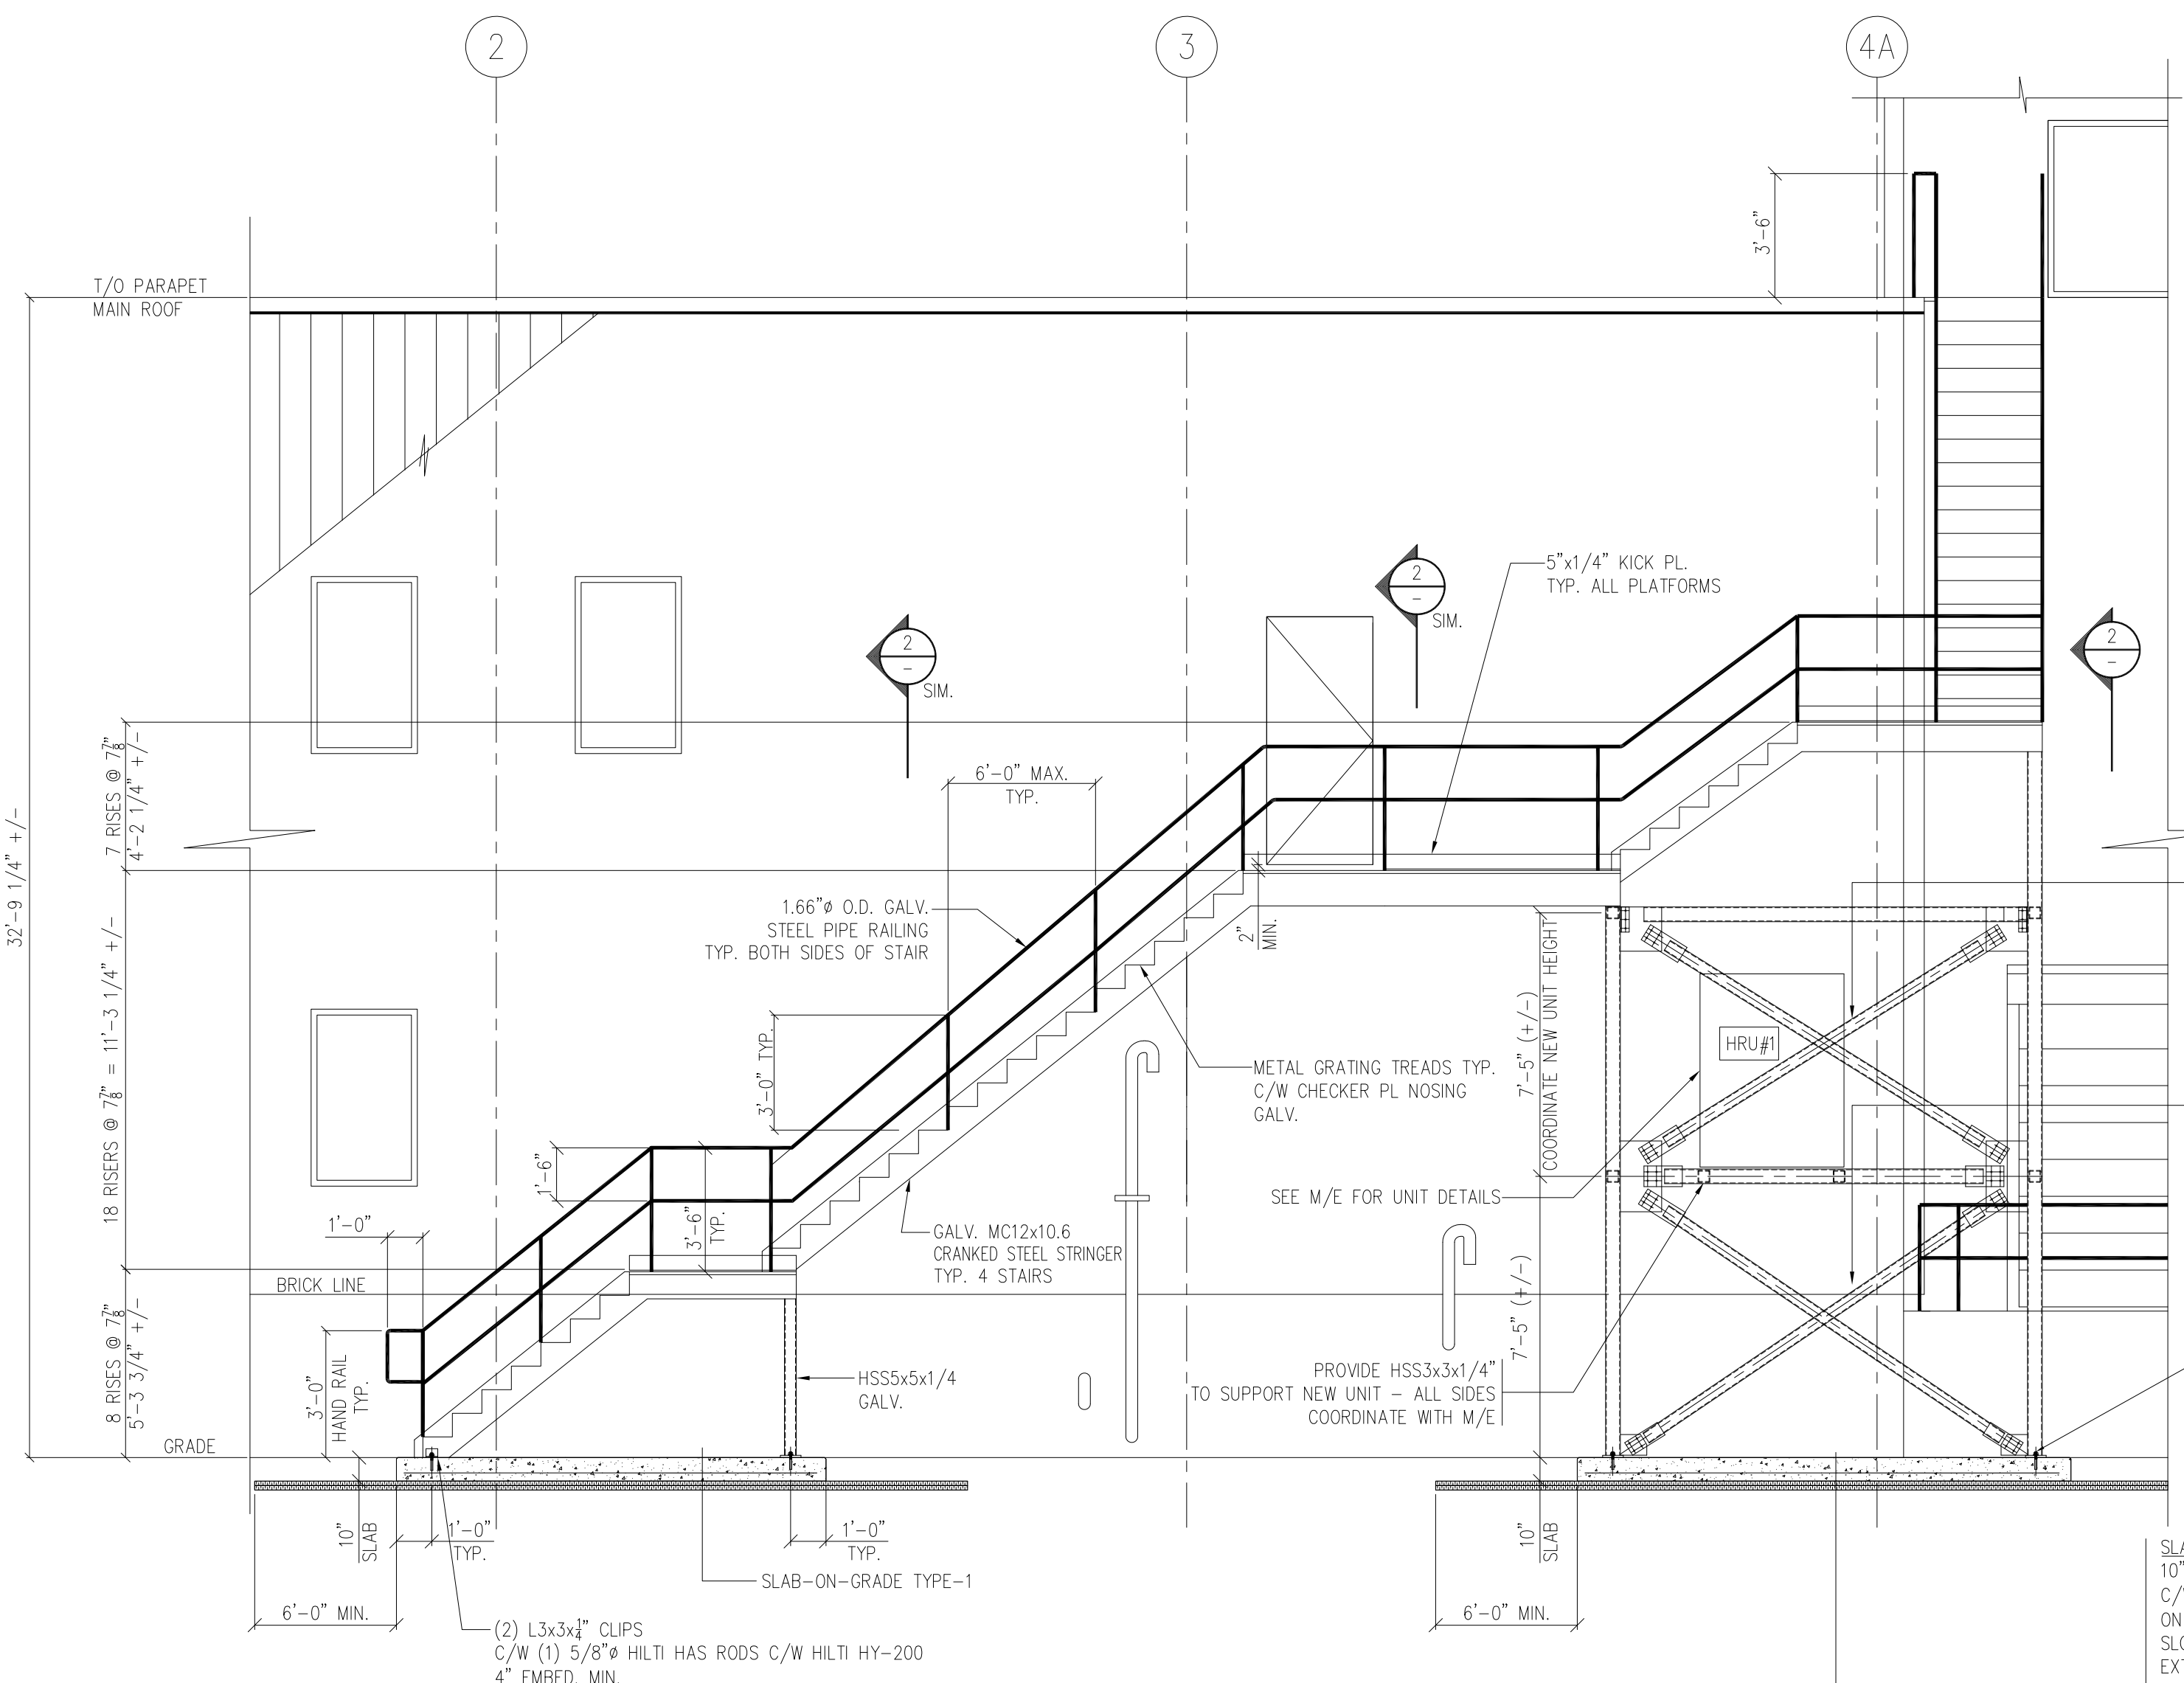 2
3
4A
3'-6"
T/O PARAPET
MAIN ROOF
5"x1/4" KICK PL.
TYP. ALL PLATFORMS
2
-
SIM.
2
-
SIM.
2
-
7 RISES @ 7⅞"
4'-2 1/4" +/-
6'-0" MAX.
TYP.
32'-9 1/4" +/-
1.66"ø O.D. GALV.
STEEL PIPE RAILING
TYP. BOTH SIDES OF STAIR
2"
MIN.
18 RISERS @ 7⅞" = 11'-3 1/4" +/-
7'-5" (+/-)
COORDINATE NEW UNIT HEIGHT
3'-0" TYP.
HRU#1
METAL GRATING TREADS TYP.
C/W CHECKER PL NOSING
GALV.
1'-6"
3'-6"
TYP.
SEE M/E FOR UNIT DETAILS
1'-0"
GALV. MC12x10.6
CRANKED STEEL STRINGER
TYP. 4 STAIRS
BRICK LINE
8 RISES @ 7⅞"
5'-3 3/4" +/-
3'-0"
HAND RAIL
TYP.
7'-5" (+/-)
HSS5x5x1/4
GALV.
PROVIDE HSS3x3x1/4"
TO SUPPORT NEW UNIT - ALL SIDES
COORDINATE WITH M/E
GRADE
10"
SLAB
1'-0"
TYP.
1'-0"
TYP.
10"
SLAB
SLAB-ON-GRADE TYPE-1
6'-0" MIN.
6'-0" MIN.
(2) L3x3x¼" CLIPS
C/W (1) 5/8"ø HILTI HAS RODS C/W HILTI HY-200
4" EMBED. MIN.
SLA
10"
C/
ON
SLO
EXT